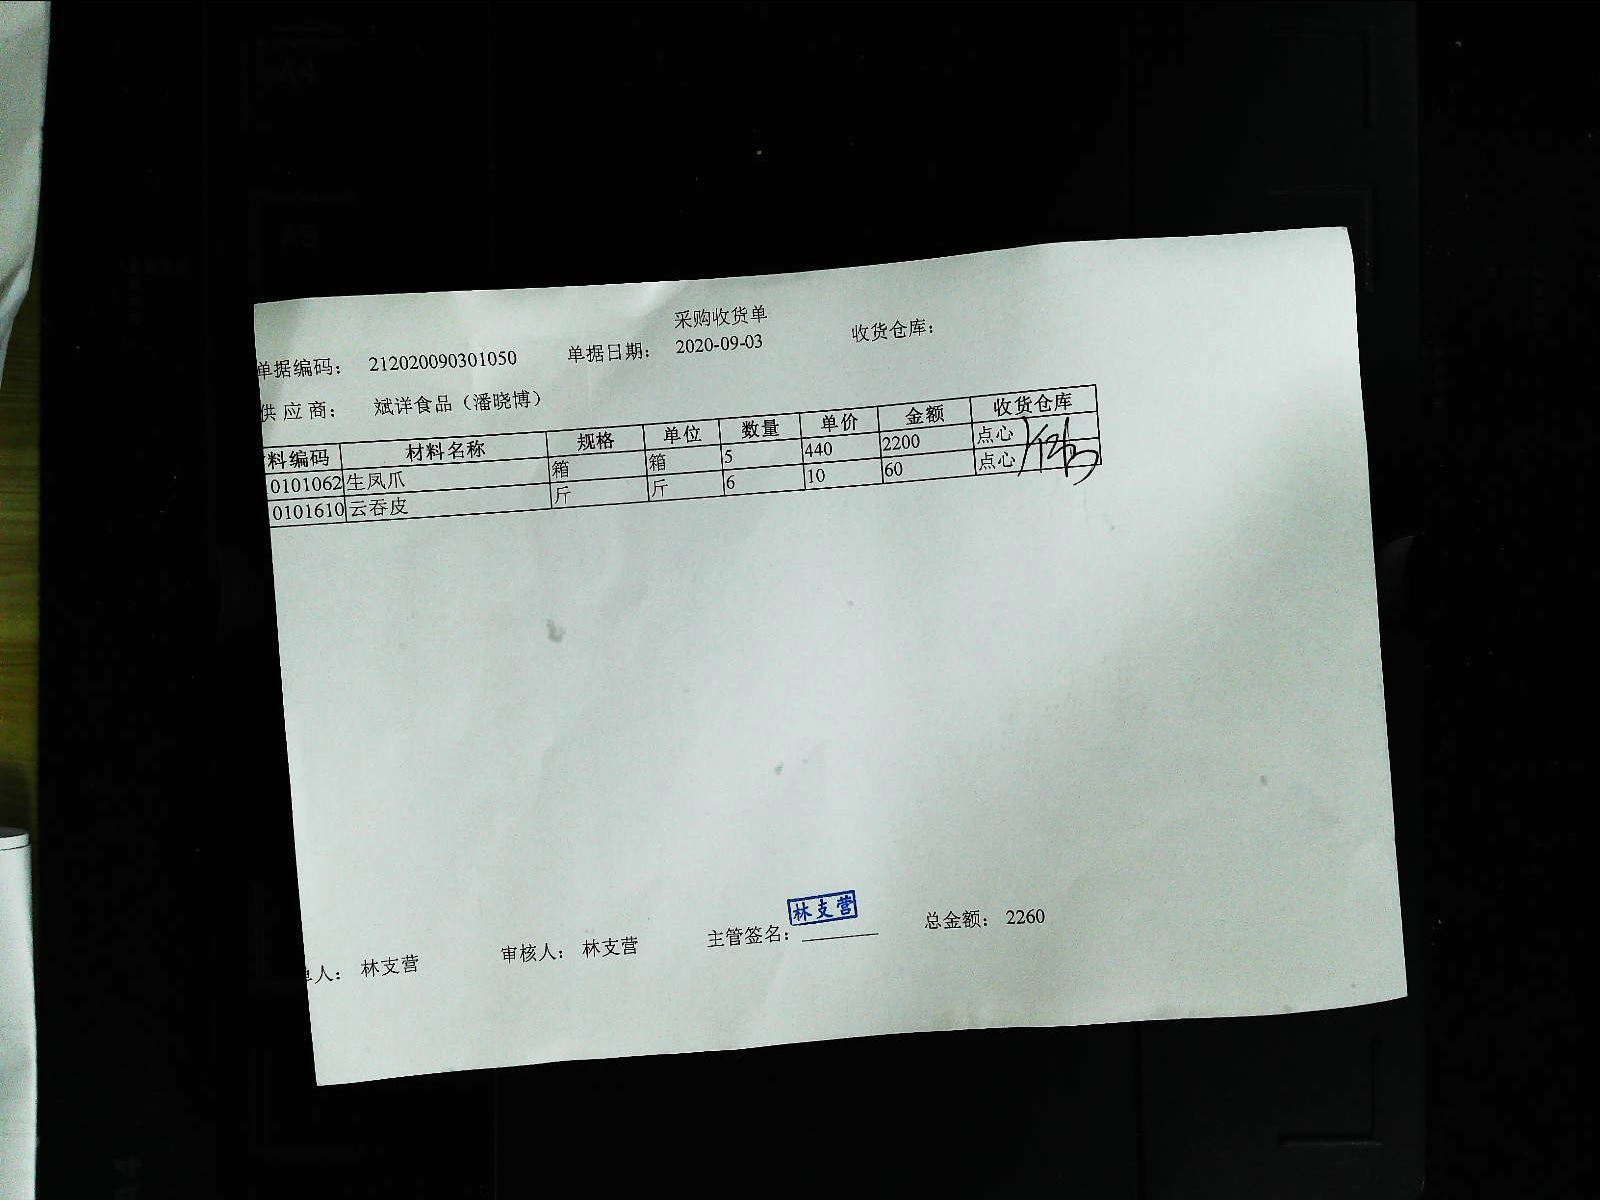 采购收货单
单据编码: 212020090301050 单据日期: 2020-09-03 收货仓库:
供应商: 斌洋食品(潘晓博)
料编码 材料名称 规格 单位 数量 单价 金额 收货仓库
0101062 生凤爪 箱 箱 5 440 2200 点心
0101610 云吞皮 斤 斤 6 10 60 点心
林支营
单人: 林支营 审核人: 林支营 主管签名: 总金额: 2260